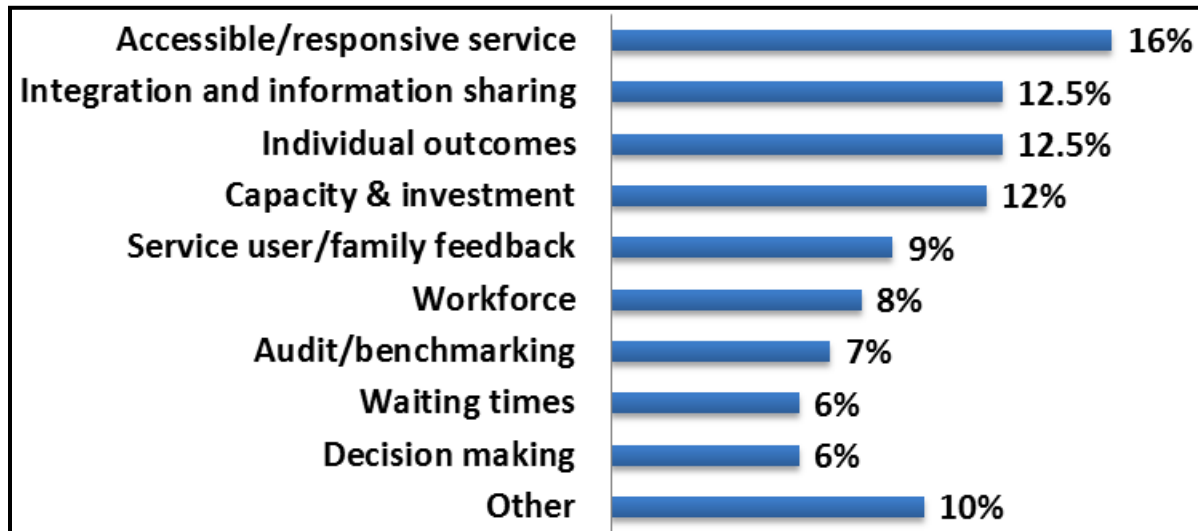 Accessible/responsive service 16%
Integration and information sharing 12.5%
Individual outcomes 12.5%
Capacity & investment 12%
Service user/family feedback 9%
Workforce 8%
Audit/benchmarking 7%
Waiting times 6%
Decision making 6%
Other 10%